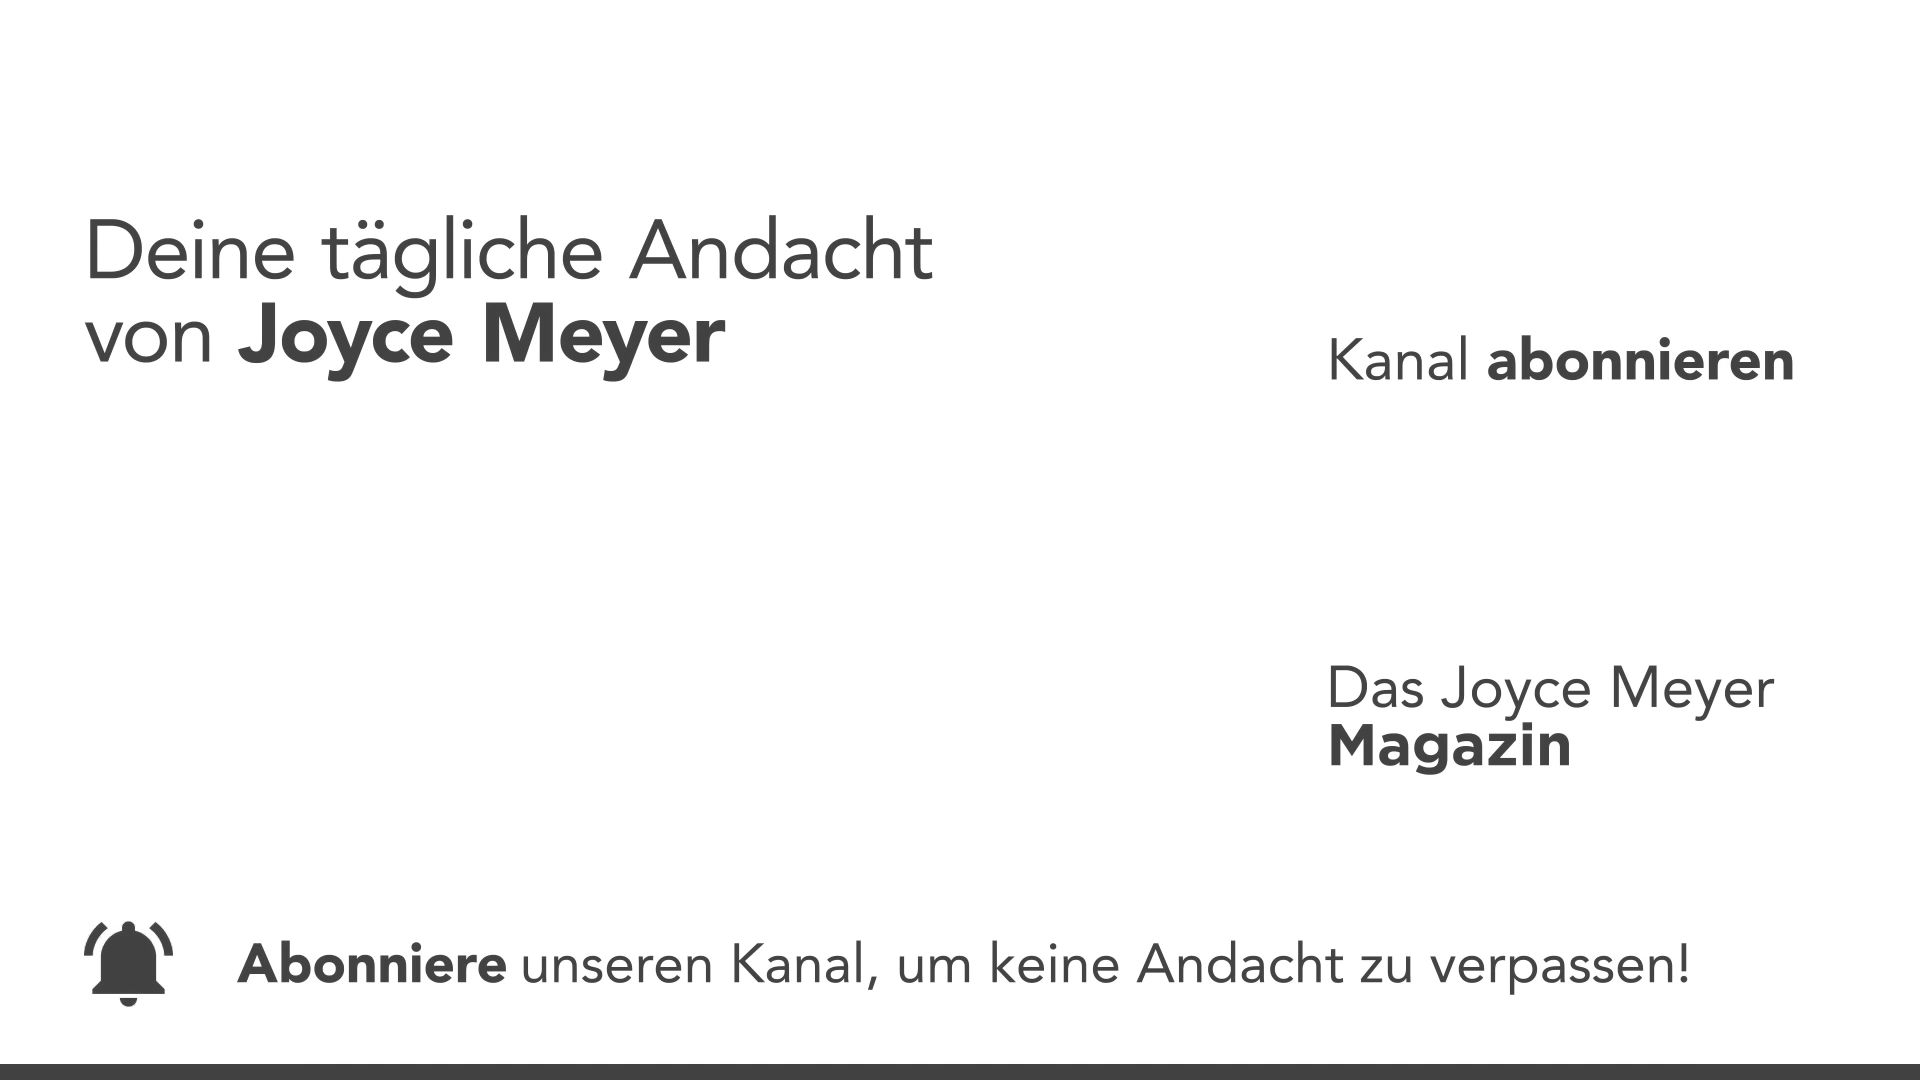 Deine tägliche Andacht
von Joyce Meyer
Kanal abonnieren
Das Joyce Meyer
Magazin
Abonniere unseren Kanal, um keine Andacht zu verpassen!